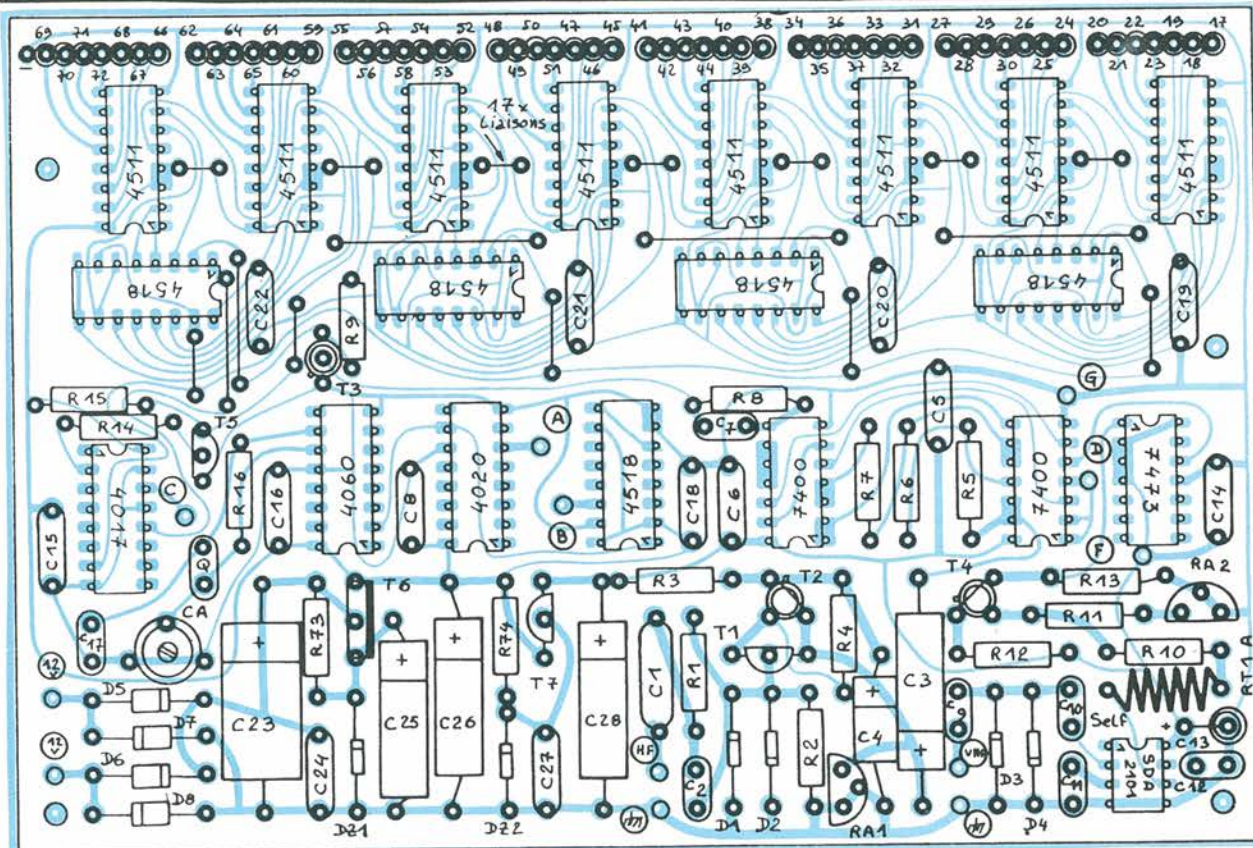 69 71 68 66 62 64 61 59 55 57 54 52 48 50 47 45 41 43 40 38 34 36 33 31 27 29 26 24 20 22 19 17
70 72 67 63 65 60 56 58 53 49 51 46 42 44 39 35 37 32 28 30 25 21 23 18
17 x
Liaisons
4511 4511 4511 4511 4511 4511 4511 4511
4518 C22 R9 4518 C21 4518 C20 4518 C19
T3
R15 R8 C5 G
R14 T5 A C7
4017 C R16 C16 4060 C8 4020 B 4518 C18 C6 7400 R7 R6 R5 7400 D 7473 C14
C15 Q F
CA T6 R3 T2 T4 R13 RA2
C17 R73 R74 T1 R4 R11
12V T7 C1 R1 R12 R10
D5 C3 RT1 A
D7 C23 C25 C26 C28 C9 C10 Self
12V HF R2 C4 VHF C13
D6 C24 C27 C2 D3 C11 SDA 2101 C12
D8
DZ1 DZ2 D1 D2 RA1 D4